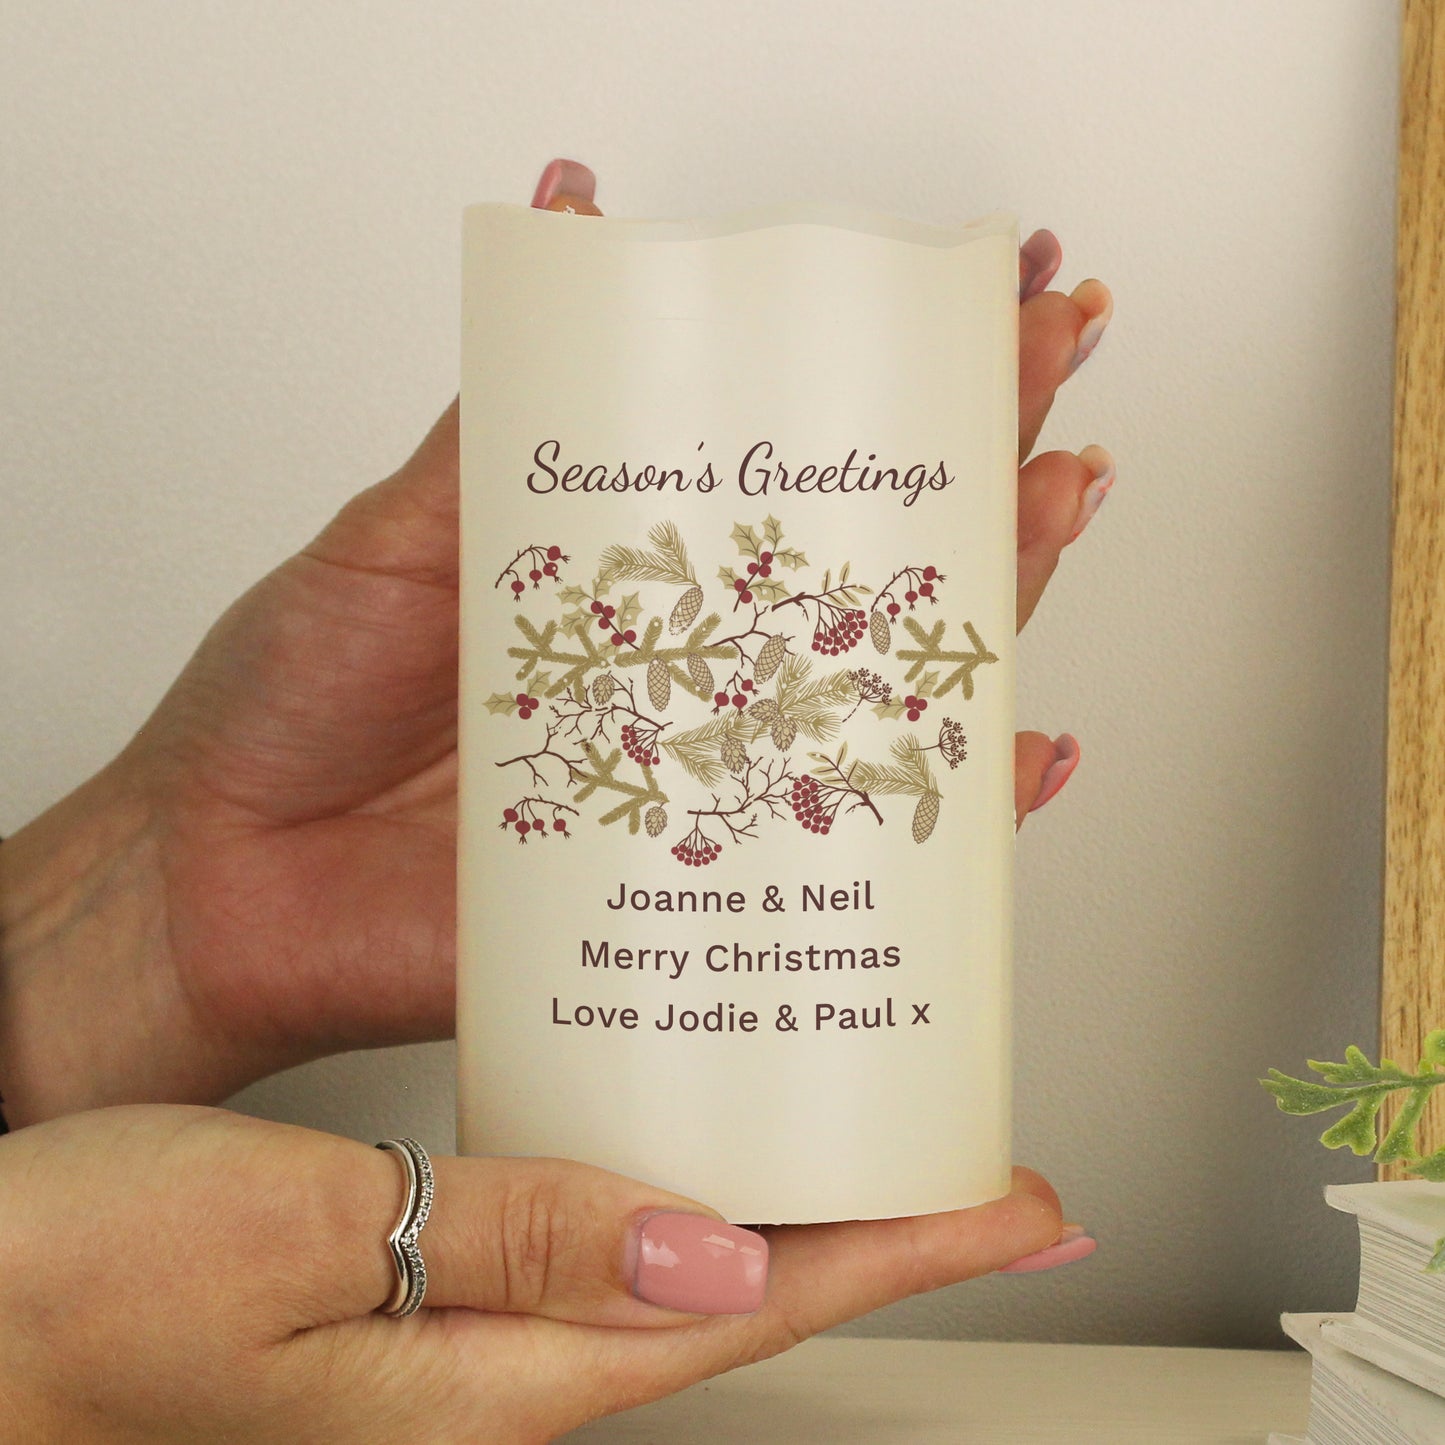 Season's Greetings
Joanne & Neil
Merry Christmas
Love Jodie & Paul x